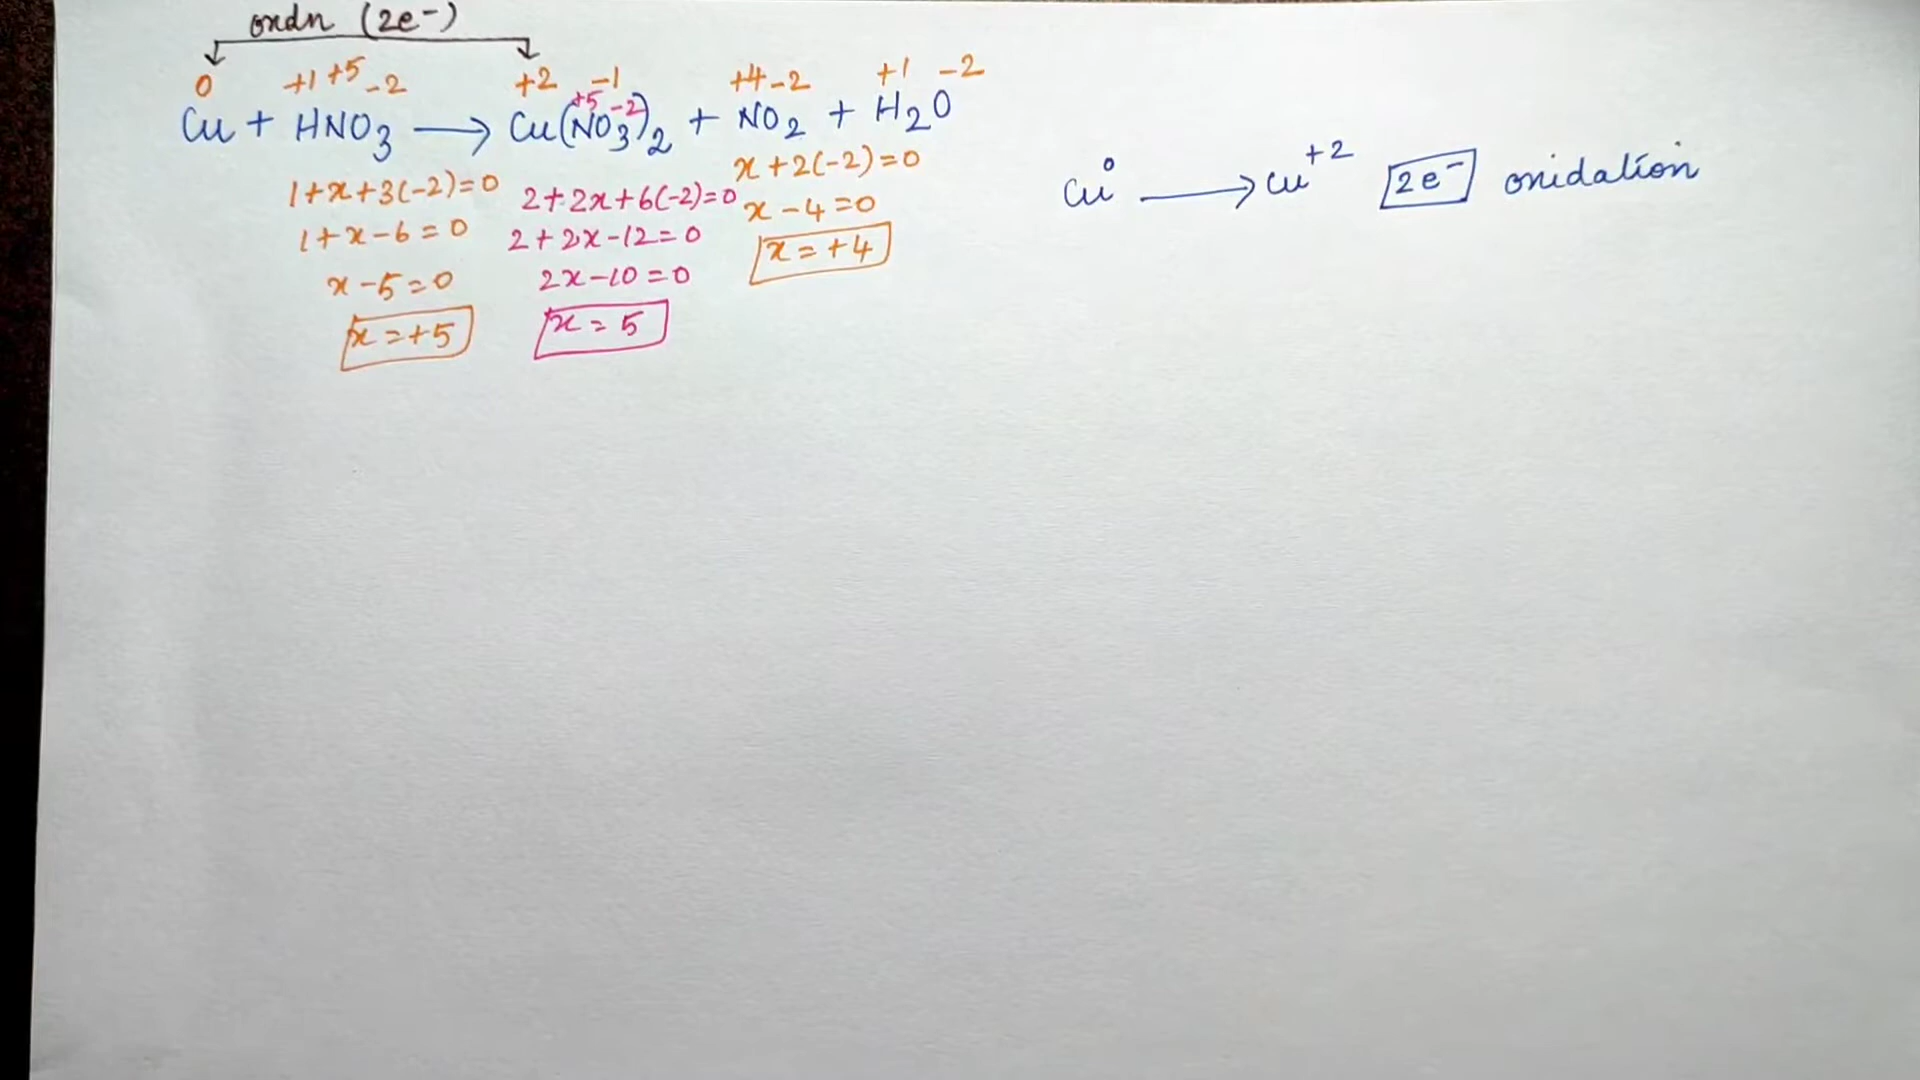 oxdn (2e⁻)
0 +1 +5 -2 +2 -1 +4 -2 +1 -2
+5 -2
Cu + HNO₃ ⟶ Cu(NO₃)₂ + NO₂ + H₂O
1+x+3(-2)=0
1+x-6=0
x-5=0
x=+5
2+2x+6(-2)=0
2+2x-12=0
2x-10=0
x=5
x+2(-2)=0
x-4=0
x=+4
Cu⁰ ⟶ Cu⁺² 2e⁻ oxidation